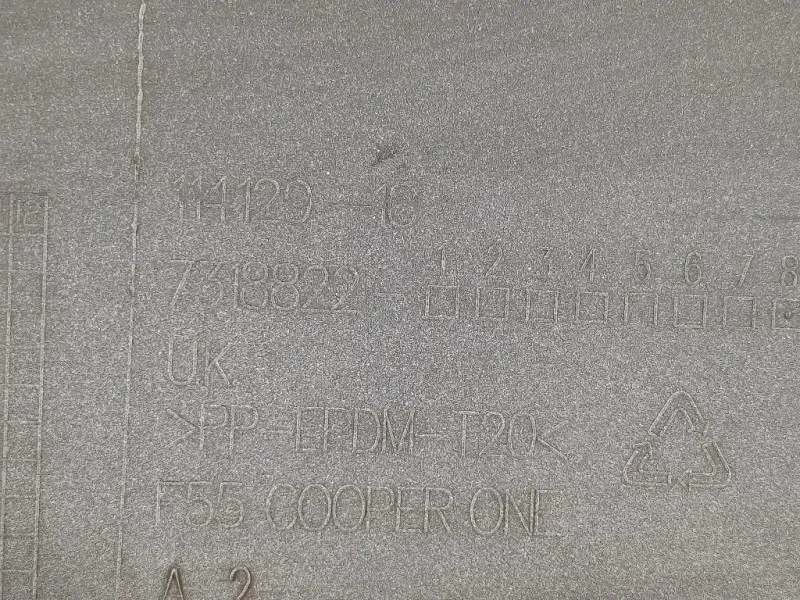 114129 -10
12
1 2 3 4 5 6 7 8
7318822-
UK
>PP-EPDM-T20<
F55 COOPER ONE
A 2